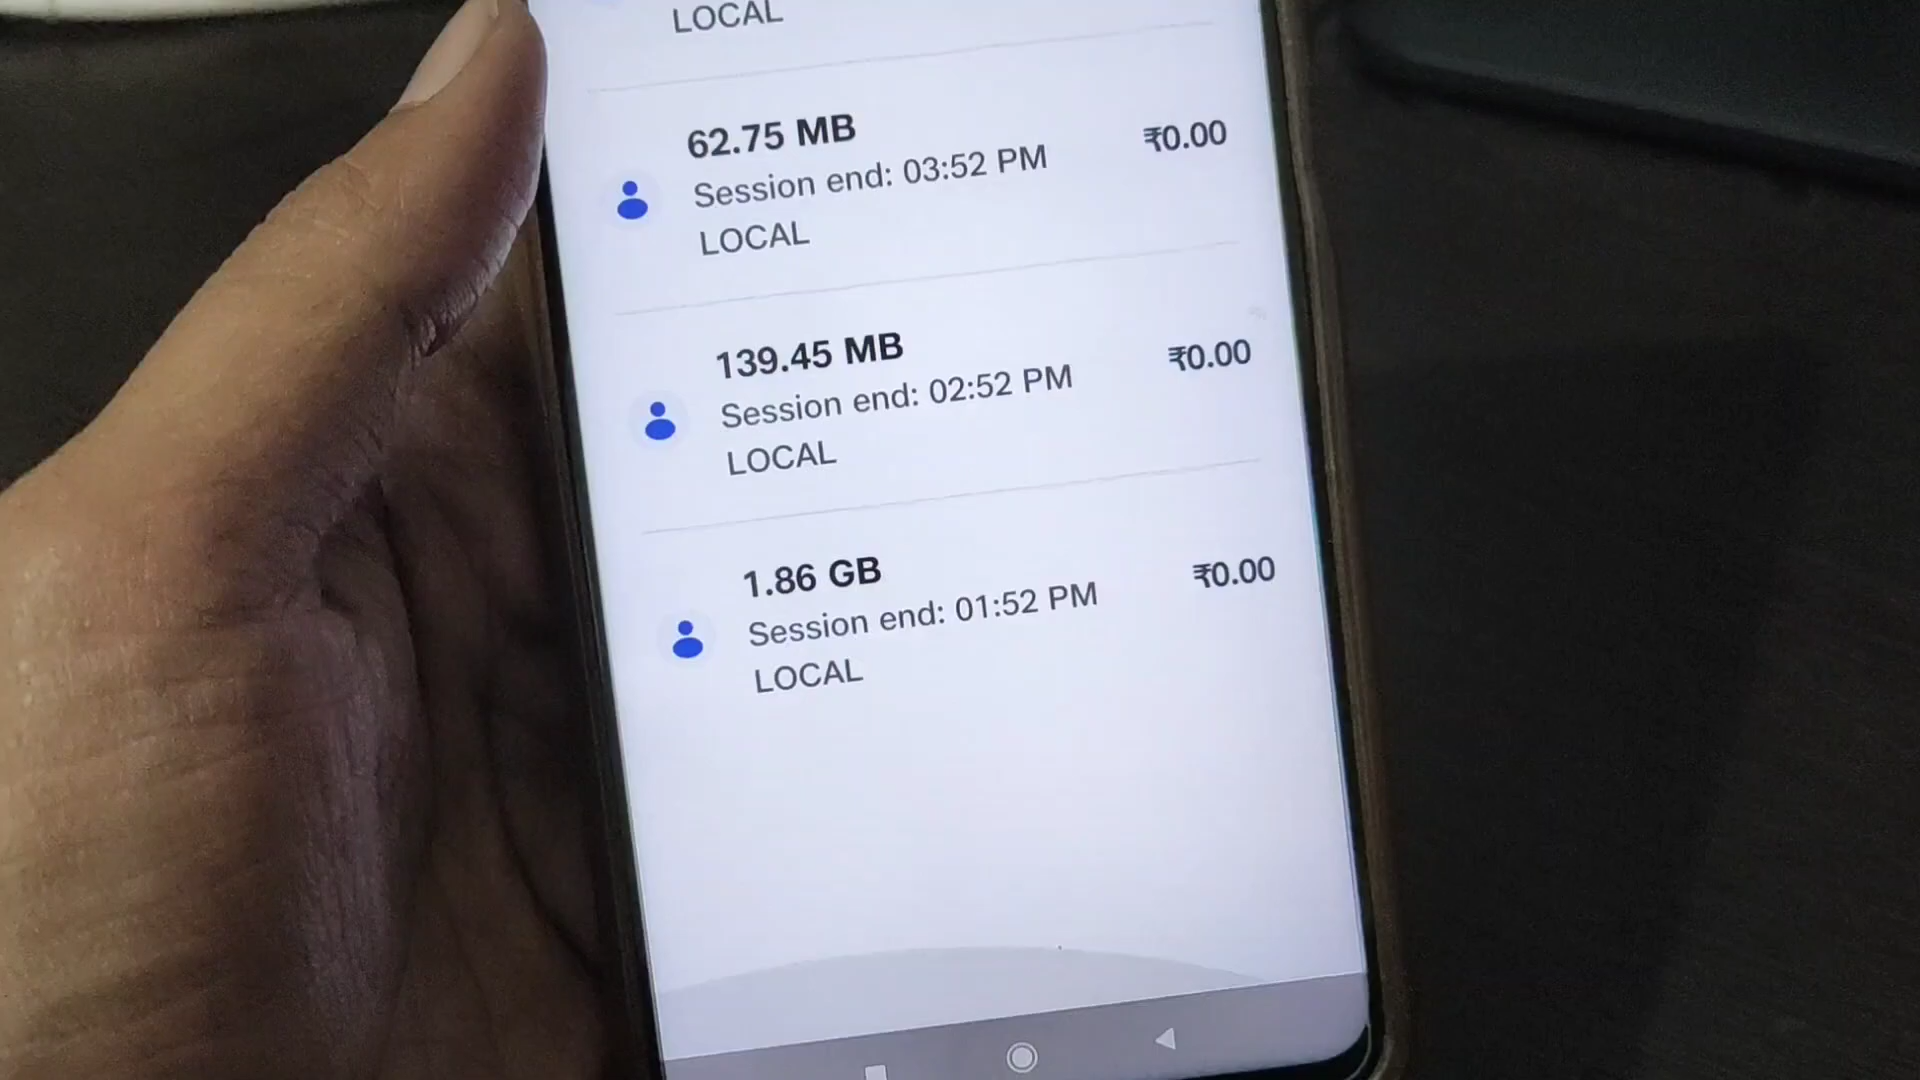 LOCAL
62.75 MB
₹0.00
Session end: 03:52 PM
LOCAL
139.45 MB
₹0.00
Session end: 02:52 PM
LOCAL
1.86 GB
₹0.00
Session end: 01:52 PM
LOCAL